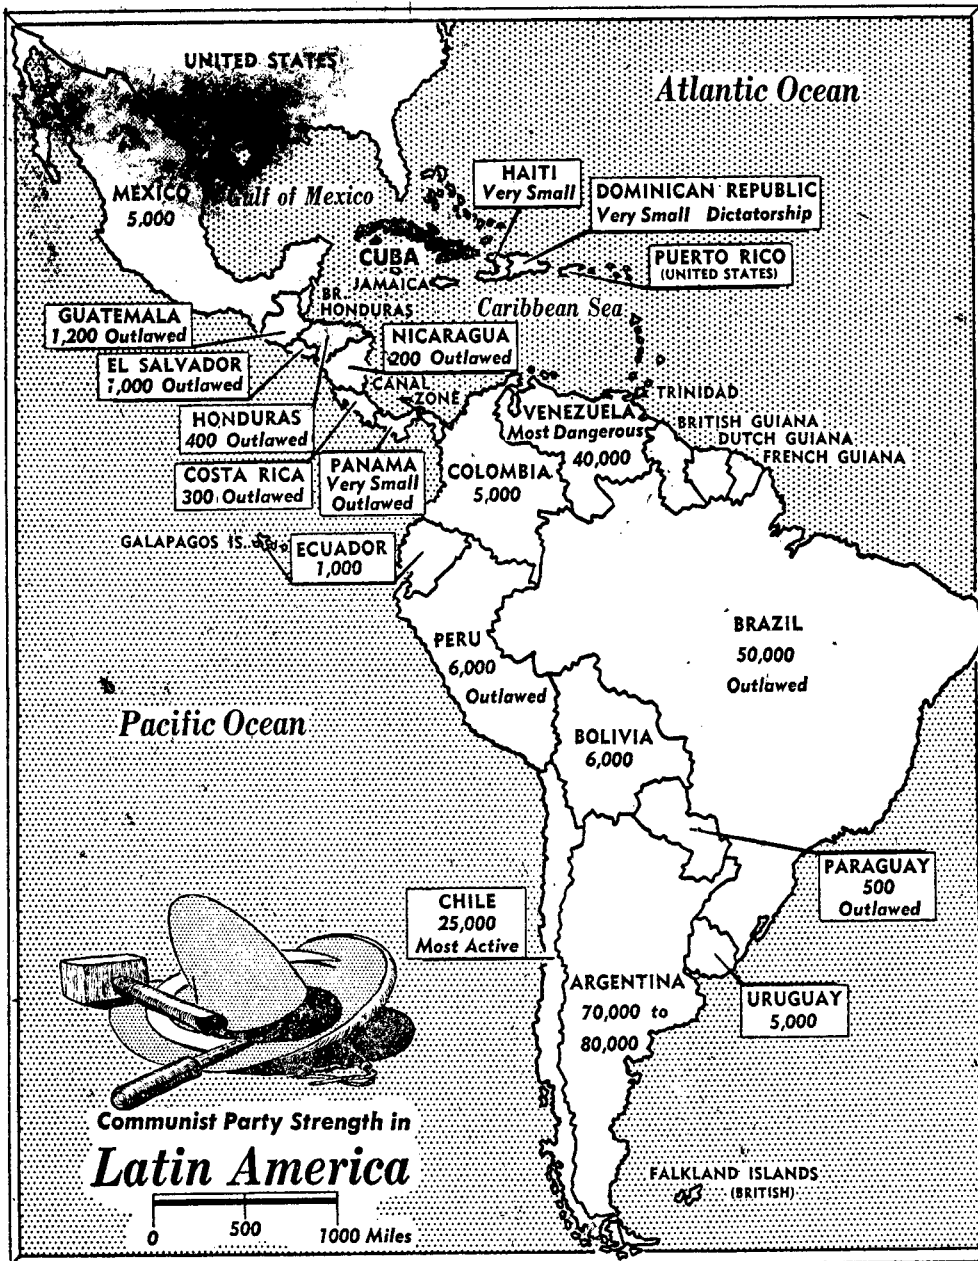 UNITED STATES
Atlantic Ocean
MEXICO
5,000
Gulf of Mexico
HAITI
Very Small
DOMINICAN REPUBLIC
Very Small Dictatorship
PUERTO RICO
(UNITED STATES)
CUBA
JAMAICA
BR.
HONDURAS
Caribbean Sea
GUATEMALA
1,200 Outlawed
EL SALVADOR
1,000 Outlawed
NICARAGUA
200 Outlawed
HONDURAS
400 Outlawed
CANAL
ZONE
COSTA RICA
300 Outlawed
PANAMA
Very Small
Outlawed
TRINIDAD
VENEZUELA
Most Dangerous
40,000
BRITISH GUIANA
DUTCH GUIANA
FRENCH GUIANA
COLOMBIA
5,000
GALAPAGOS IS.
ECUADOR
1,000
PERU
6,000
Outlawed
BRAZIL
50,000
Outlawed
Pacific Ocean
BOLIVIA
6,000
PARAGUAY
500
Outlawed
CHILE
25,000
Most Active
ARGENTINA
70,000 to
80,000
URUGUAY
5,000
Communist Party Strength in
Latin America
0 500 1000 Miles
FALKLAND ISLANDS
(BRITISH)